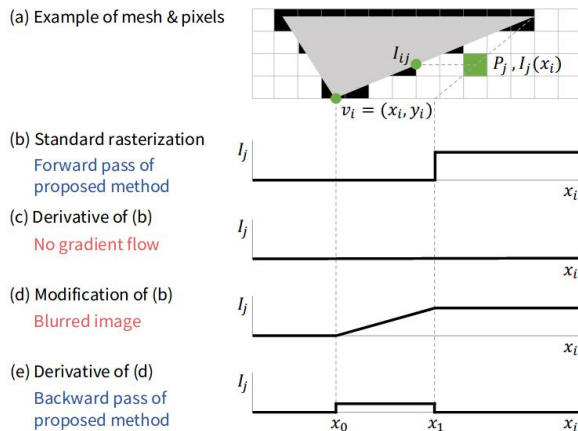 (a) Example of mesh & pixels
I_{ij}
P_j , I_j(x_i)
v_i = (x_i, y_i)
(b) Standard rasterization
Forward pass of
proposed method
I_j
x_i
(c) Derivative of (b)
No gradient flow
I_j
x_i
(d) Modification of (b)
Blurred image
I_j
x_i
(e) Derivative of (d)
Backward pass of
proposed method
I_j
x_0
x_1
x_i